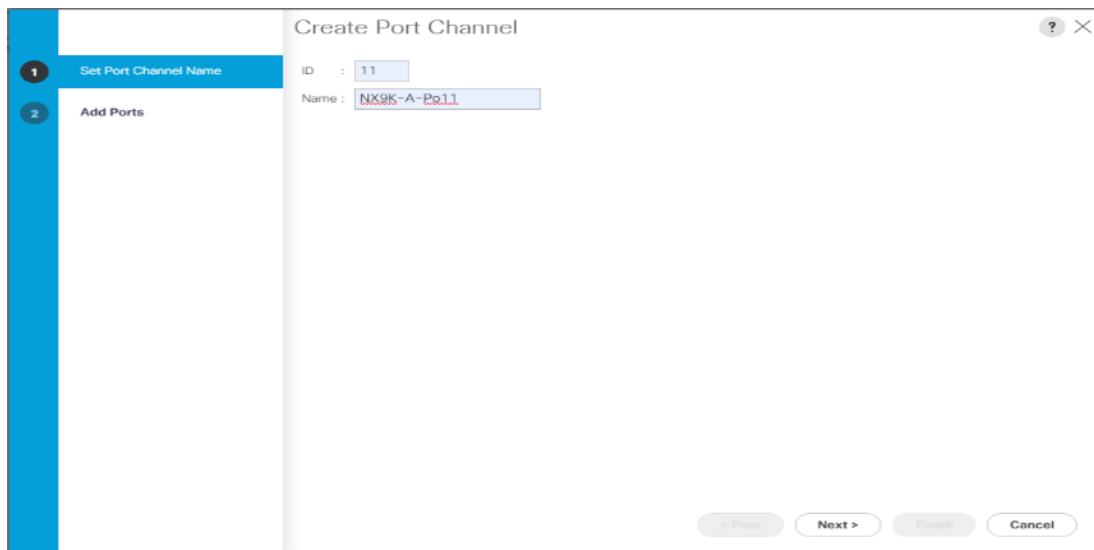 Create Port Channel
?
1 Set Port Channel Name
2 Add Ports
ID : 11
Name : NX9K-A-Po11
< Prev Next > Finish Cancel